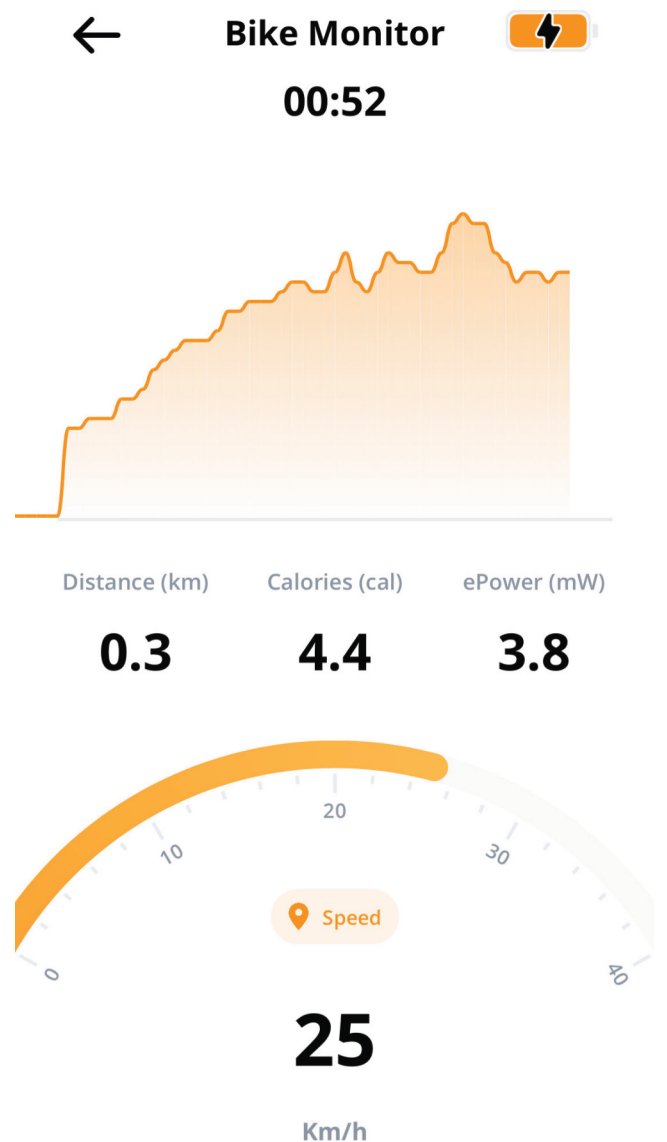 Bike Monitor
00:52
Distance (km) Calories (cal) ePower (mW)
0.3 4.4 3.8
20
10 30
0 40
Speed
25
Km/h